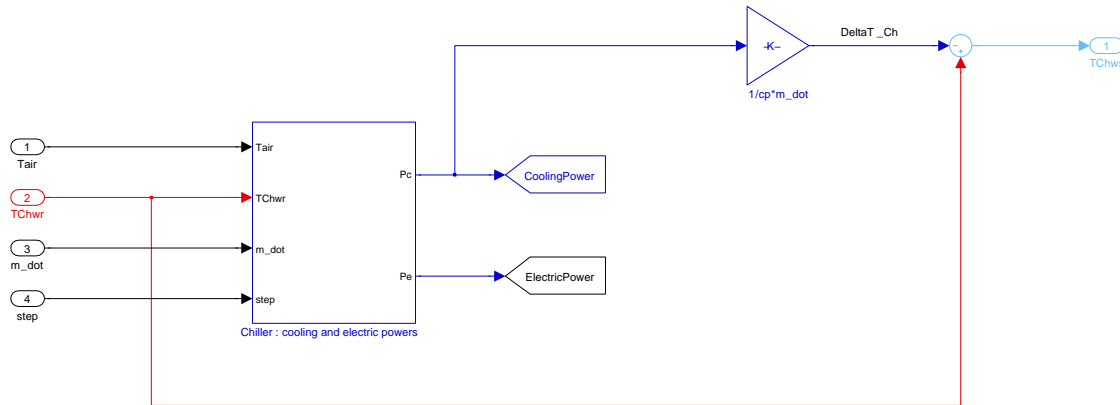 -K-
DeltaT _Ch
-
+
1
TChws
1/cp*m_dot
1
Tair
Tair
Pc
CoolingPower
2
TChwr
TChwr
3
m_dot
m_dot
Pe
ElectricPower
4
step
step
Chiller : cooling and electric powers